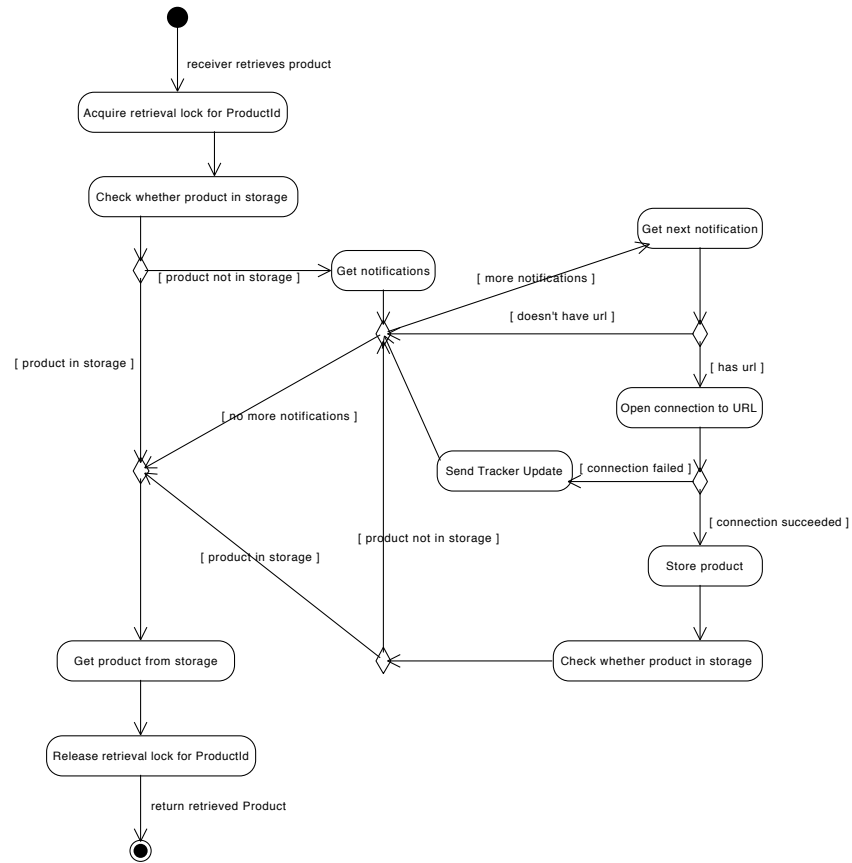 receiver retrieves product
Acquire retrieval lock for ProductId
Check whether product in storage
Get next notification
[ product not in storage ]
Get notifications
[ more notifications ]
[ doesn't have url ]
[ product in storage ]
[ has url ]
[ no more notifications ]
Open connection to URL
Send Tracker Update
[ connection failed ]
[ connection succeeded ]
[ product not in storage ]
[ product in storage ]
Store product
Get product from storage
Check whether product in storage
Release retrieval lock for ProductId
return retrieved Product